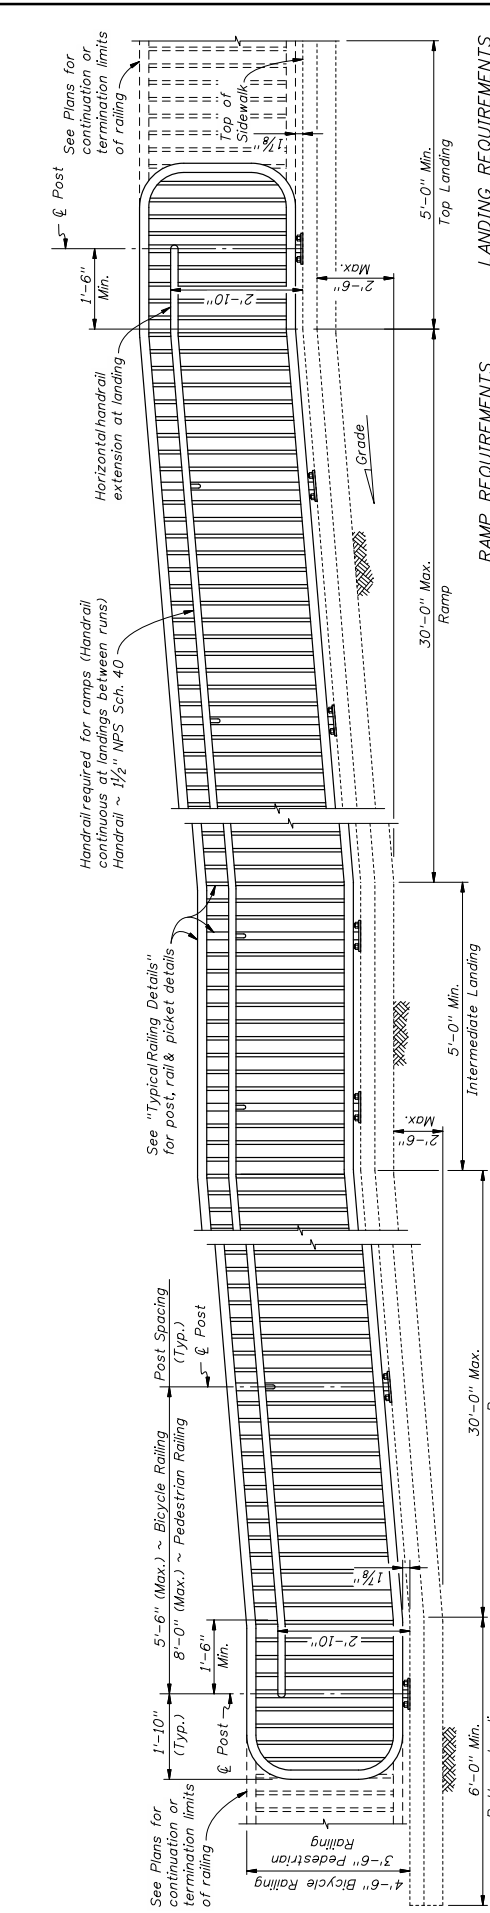 See Plans for
continuation or
termination limits
of railing
4'-6" Bicycle Railing
3'-6" Pedestrian
Railing
1'-10"
(Typ.)
℄ Post
5'-6" (Max.) ~ Bicycle Railing
8'-0" (Max.) ~ Pedestrian Railing
Post Spacing
(Typ.)
℄ Post
1'-6"
Min.
2'-10"
1⅞"
6'-0" Min.
30'-0" Max.
See "Typical Railing Details"
for post, rail & picket details
2'-6"
Max.
5'-0" Min.
Intermediate Landing
Handrail required for ramps (Handrail
continuous at landings between runs)
Handrail ~ 1½" NPS Sch. 40
Horizontal handrail
extension at landing
30'-0" Max.
Ramp
Grade
1'-6"
Min.
℄ Post
2'-10"
2'-6"
Max.
1⅞"
Top of
Sidewalk
See Plans for
continuation or
termination limits
of railing
5'-0" Min.
Top Landing
RAMP REQUIREMENTS
LANDING REQUIREMENTS